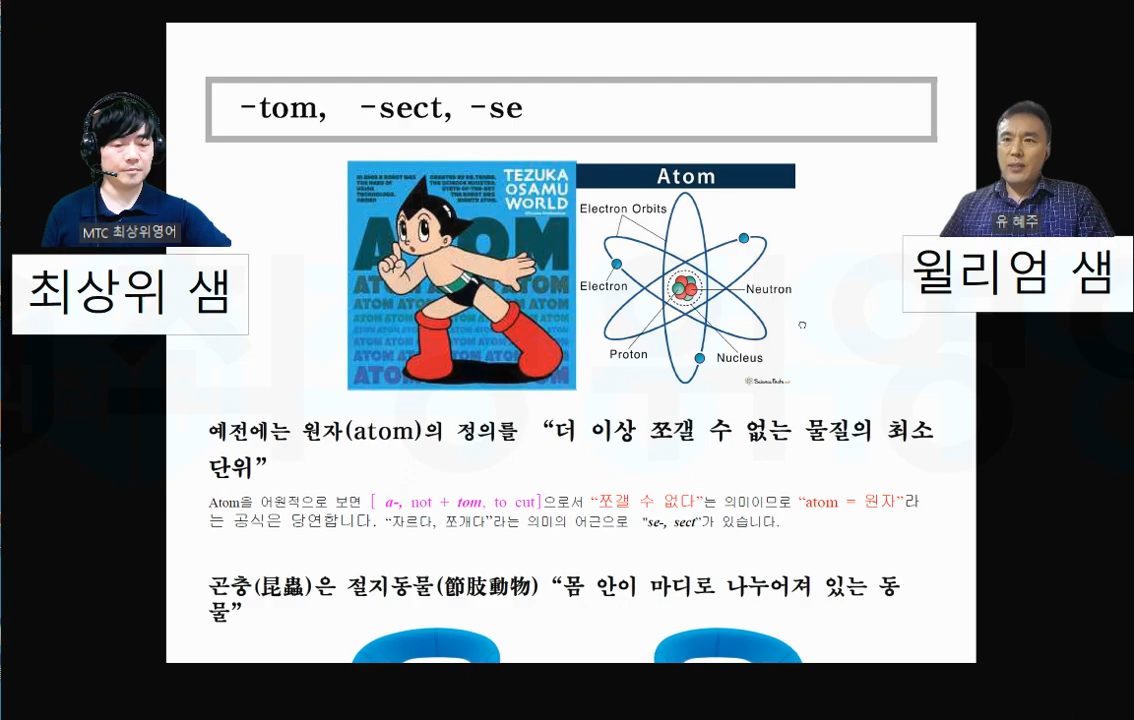 -tom, -sect, -se
TEZUKA
OSAMU
WORLD
ATOM
ATOM ATOM ATOM
ATOM ATOM ATOM
Atom
Electron Orbits
Electron
Neutron
Proton
Nucleus
MTC 최상위영어
최상위 샘
유 혜주
윌리엄 샘
예전에는 원자(atom)의 정의를 “더 이상 쪼갤 수 없는 물질의 최소
단위”
Atom을 어원적으로 보면 [ a-, not + tom, to cut]으로서 “쪼갤 수 없다”는 의미이므로 “atom = 원자”라
는 공식은 당연합니다. “자르다, 쪼개다”라는 의미의 어근으로 "se-, sect"가 있습니다.
곤충(昆蟲)은 절지동물(節肢動物) “몸 안이 마디로 나누어져 있는 동
물”